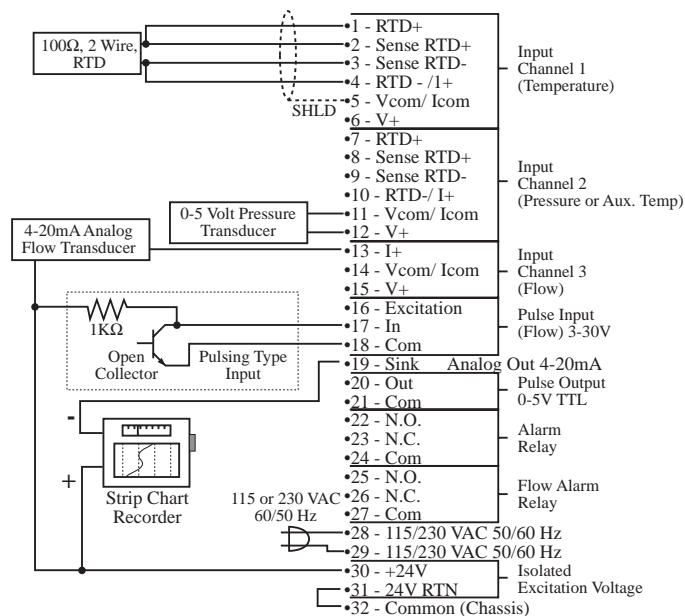 100Ω, 2 Wire,
RTD
SHLD
1 - RTD+
2 - Sense RTD+
3 - Sense RTD-
4 - RTD - /1+
5 - Vcom/ Icom
6 - V+
Input
Channel 1
(Temperature)
7 - RTD+
8 - Sense RTD+
9 - Sense RTD-
10 - RTD-/ I+
11 - Vcom/ Icom
12 - V+
Input
Channel 2
(Pressure or Aux. Temp)
0-5 Volt Pressure
Transducer
4-20mA Analog
Flow Transducer
13 - I+
14 - Vcom/ Icom
15 - V+
Input
Channel 3
(Flow)
16 - Excitation
17 - In
18 - Com
Pulse Input
(Flow) 3-30V
1KΩ
Open
Collector
Pulsing Type
Input
19 - Sink Analog Out 4-20mA
20 - Out
21 - Com
Pulse Output
0-5V TTL
22 - N.O.
23 - N.C.
24 - Com
Alarm
Relay
-
+
Strip Chart
Recorder
25 - N.O.
26 - N.C.
27 - Com
Flow Alarm
Relay
115 or 230 VAC
60/50 Hz
28 - 115/230 VAC 50/60 Hz
29 - 115/230 VAC 50/60 Hz
30 - +24V
31 - 24V RTN
32 - Common (Chassis)
Isolated
Excitation Voltage